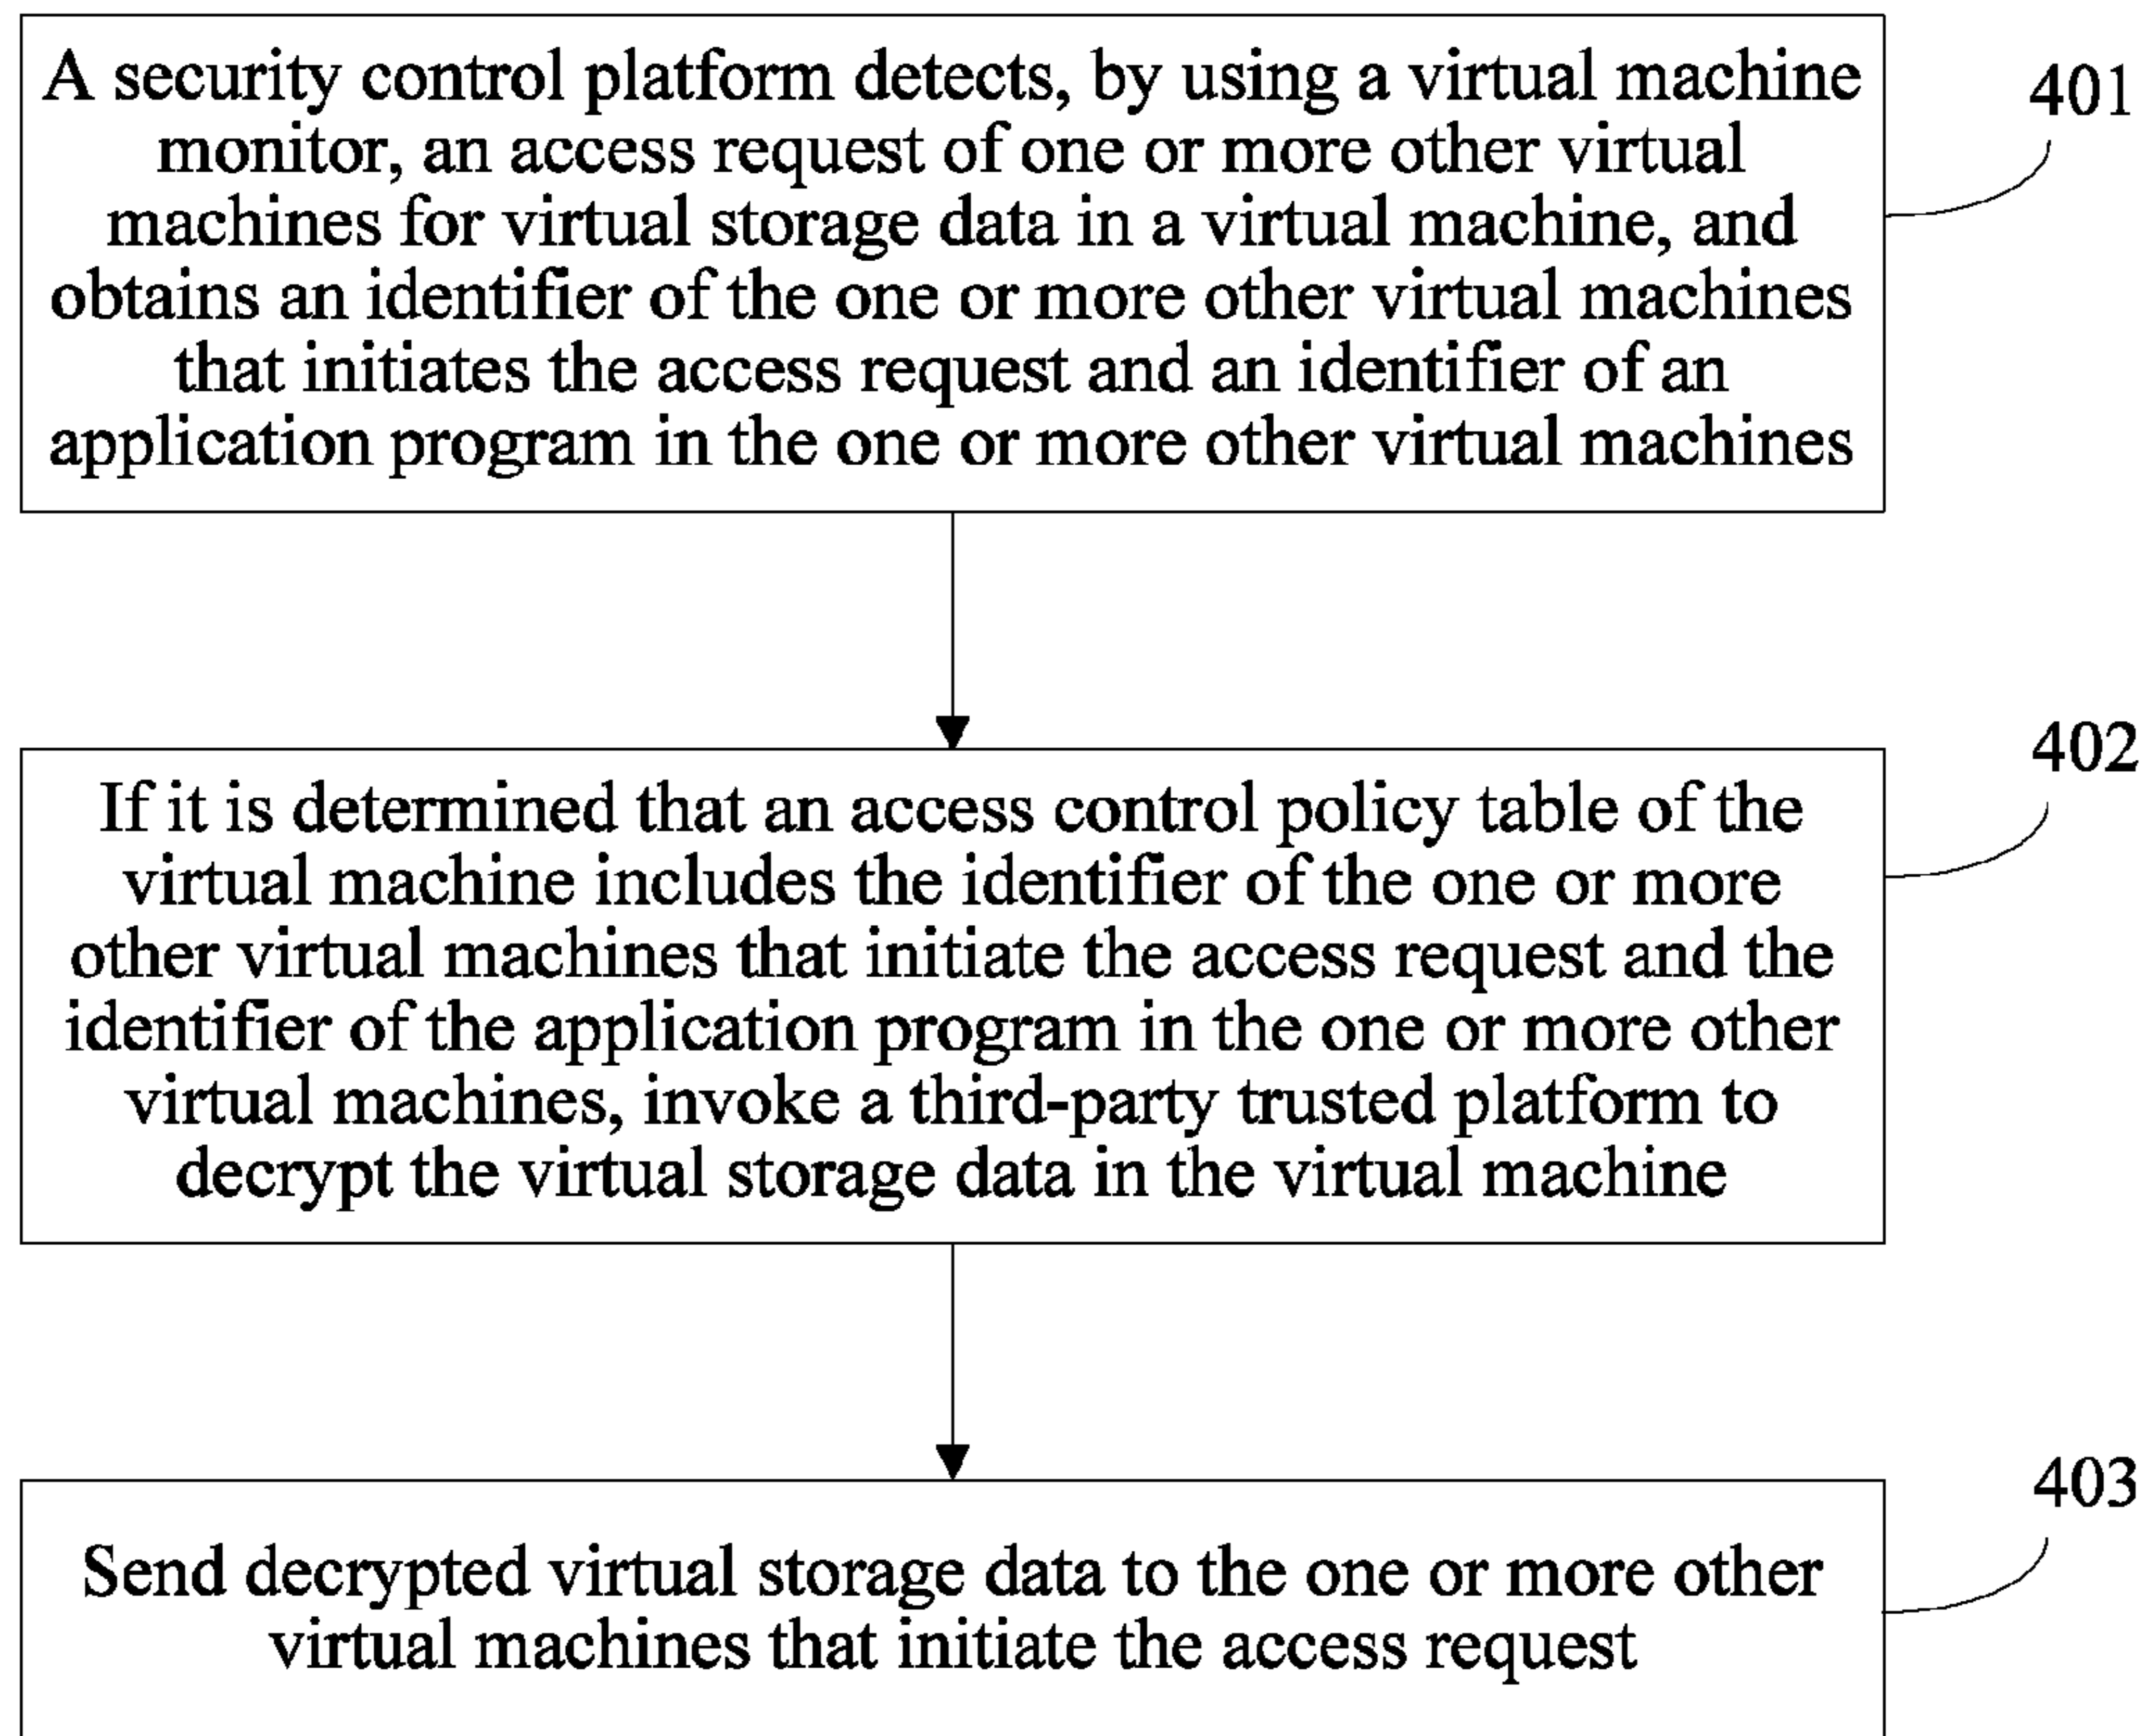 A security control platform detects, by using a virtual machine
monitor, an access request of one or more other virtual
machines for virtual storage data in a virtual machine, and
obtains an identifier of the one or more other virtual machines
that initiates the access request and an identifier of an
application program in the one or more other virtual machines
401
If it is determined that an access control policy table of the
virtual machine includes the identifier of the one or more
other virtual machines that initiate the access request and the
identifier of the application program in the one or more other
virtual machines, invoke a third-party trusted platform to
decrypt the virtual storage data in the virtual machine
402
Send decrypted virtual storage data to the one or more other
virtual machines that initiate the access request
403